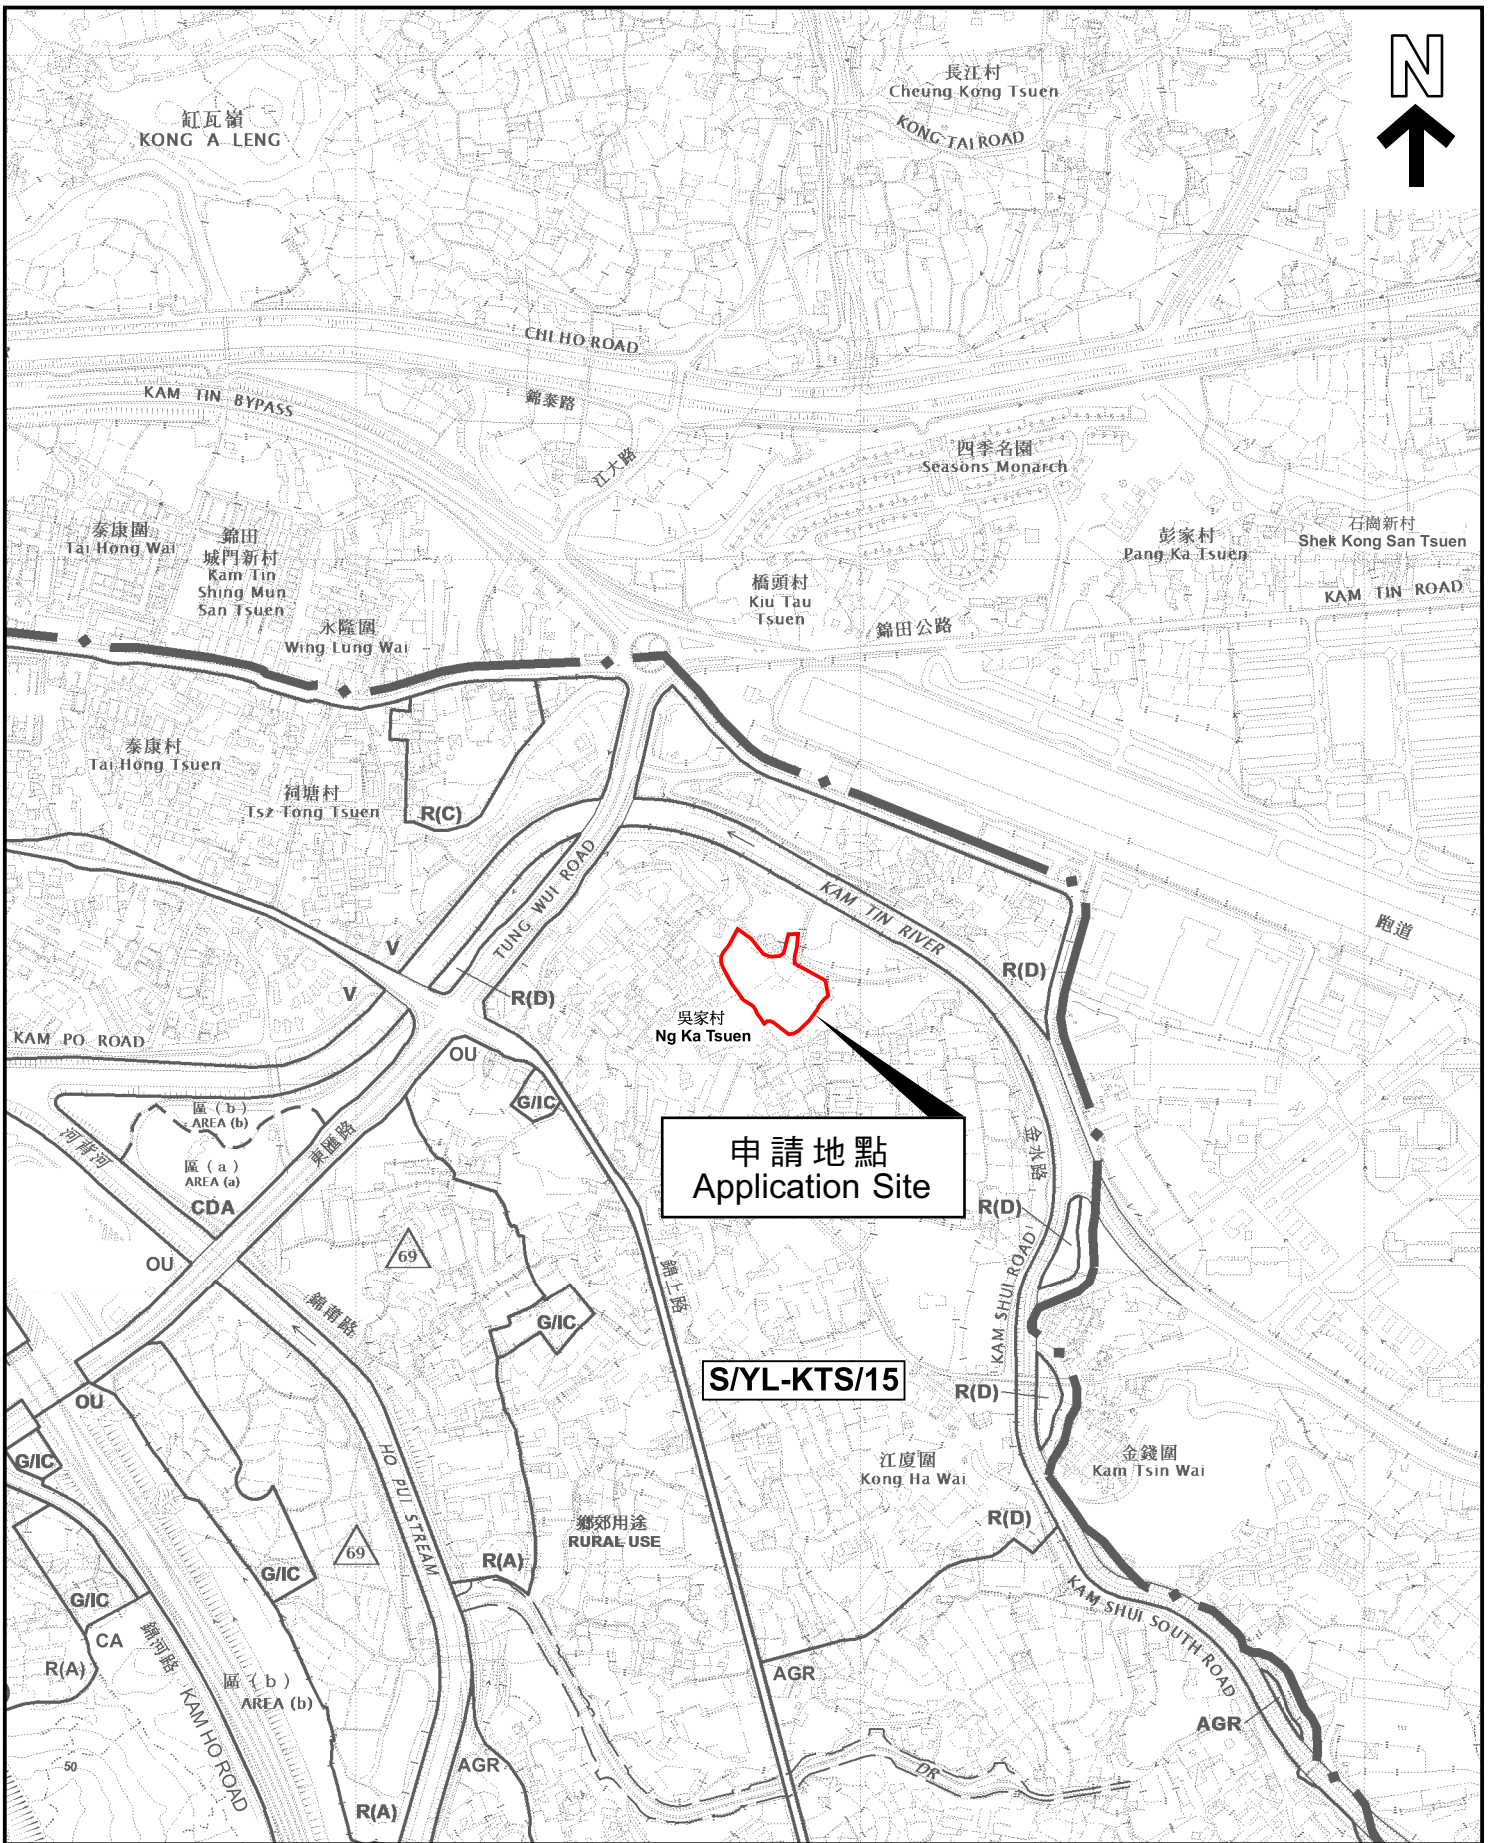 N
長江村
Cheung Kong Tsuen
KONG TAI ROAD
缸瓦嶺
KONG A LENG
CHI HO ROAD
KAM TIN BYPASS
錦泰路
江大路
四季名園
Seasons Monarch
泰康圍
Tai Hong Wai
錦田
城門新村
Kam Tin
Shing Mun
San Tsuen
彭家村
Pang Ka Tsuen
石崗新村
Shek Kong San Tsuen
橋頭村
Kiu Tau
Tsuen
KAM TIN ROAD
永隆圍
Wing Lung Wai
錦田公路
泰康村
Tai Hong Tsuen
祠塘村
Tsz Tong Tsuen
R(C)
TUNG WUI ROAD
KAM TIN RIVER
跑道
V
V
R(D)
R(D)
吳家村
Ng Ka Tsuen
KAM PO ROAD
OU
G/IC
區（b）
AREA (b)
河背河
東匯路
區（a）
AREA (a)
CDA
申請地點
Application Site
金水路
R(D)
OU
69
錦莆路
G/IC
錦上路
KAM SHUI ROAD
S/YL-KTS/15
R(D)
OU
G/IC
HO PUI STREAM
江廈圍
Kong Ha Wai
金錢圍
Kam Tsin Wai
R(D)
鄉郊用途
RURAL USE
69
R(A)
G/IC
G/IC
CA
R(A)
錦河路
KAM HO ROAD
區（b）
AREA (b)
KAM SHUI SOUTH ROAD
AGR
AGR
50
AGR
DR
R(A)